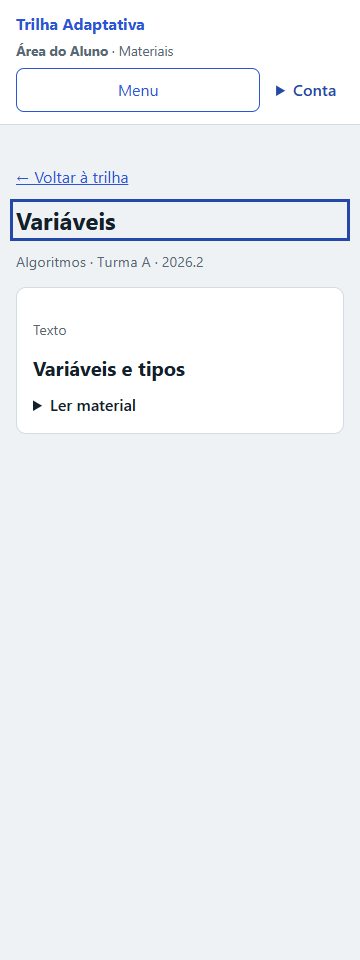 Trilha Adaptativa
Área do Aluno · Materiais
Menu
▶ Conta
← Voltar à trilha
Variáveis
Algoritmos · Turma A · 2026.2
Texto
Variáveis e tipos
▶ Ler material